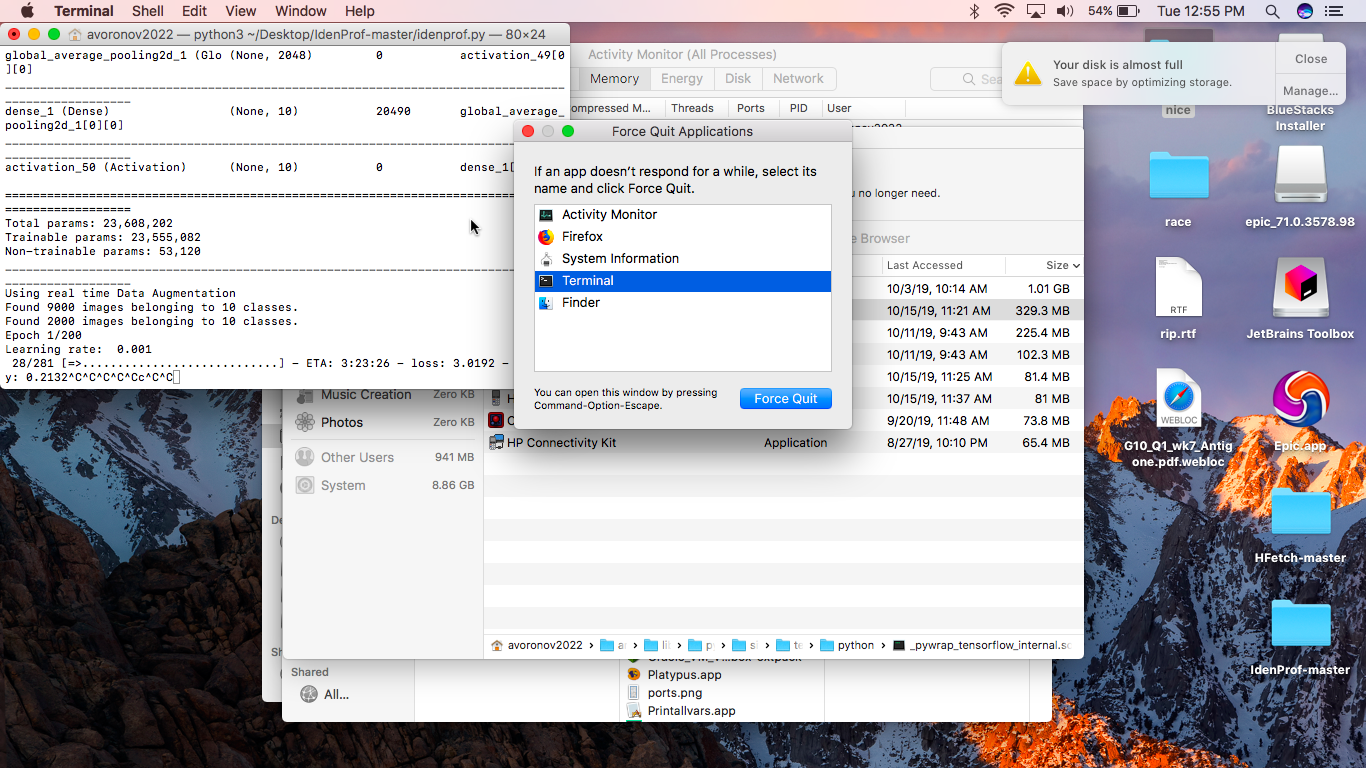 Terminal Shell Edit View Window Help
54% Tue 12:55 PM
avoronov2022 — python3 ~/Desktop/IdenProf-master/idenprof.py — 80×24
global_average_pooling2d_1 (Glo (None, 2048) 0 activation_49[0
][0]
dense_1 (Dense) (None, 10) 20490 global_average_
pooling2d_1[0][0]
activation_50 (Activation) (None, 10) 0 dense_1[
Total params: 23,608,202
Trainable params: 23,555,082
Non-trainable params: 53,120
Using real time Data Augmentation
Found 9000 images belonging to 10 classes.
Found 2000 images belonging to 10 classes.
Epoch 1/200
Learning rate: 0.001
28/281 [=>............................] - ETA: 3:23:26 - loss: 3.0192 -
y: 0.2132^C^C^C^C^Cc^C^C
Activity Monitor (All Processes)
Memory Energy Disk Network
Sea
ompressed M... Threads Ports PID User
Force Quit Applications
If an app doesn’t respond for a while, select its
name and click Force Quit.
Activity Monitor
Firefox
System Information
Terminal
Finder
You can open this window by pressing
Command-Option-Escape.
Force Quit
Your disk is almost full
Save space by optimizing storage.
Close
Manage...
u no longer need.
e Browser
Last Accessed Size
10/3/19, 10:14 AM 1.01 GB
10/15/19, 11:21 AM 329.3 MB
10/11/19, 9:43 AM 225.4 MB
10/11/19, 9:43 AM 102.3 MB
10/15/19, 11:25 AM 81.4 MB
10/15/19, 11:37 AM 81 MB
9/20/19, 11:48 AM 73.8 MB
HP Connectivity Kit Application 8/27/19, 10:10 PM 65.4 MB
Music Creation Zero KB
Photos Zero KB
Other Users 941 MB
System 8.86 GB
avoronov2022 python _pywrap_tensorflow_internal.so
Shared
All...
Platypus.app
ports.png
Printallvars.app
nice
BlueStacks
Installer
race
epic_71.0.3578.98
RTF
rip.rtf
JetBrains Toolbox
WEBLOC
G10_Q1_wk7_Antig
one.pdf.webloc
Epic.app
HFetch-master
IdenProf-master